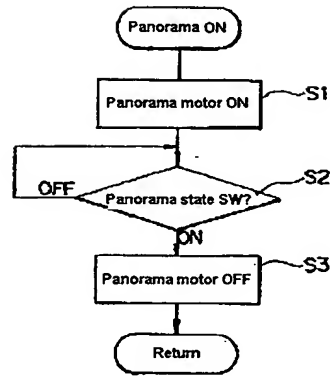 Panorama ON
Panorama motor ON
S1
OFF
Panorama state SW?
S2
ON
Panorama motor OFF
S3
Return